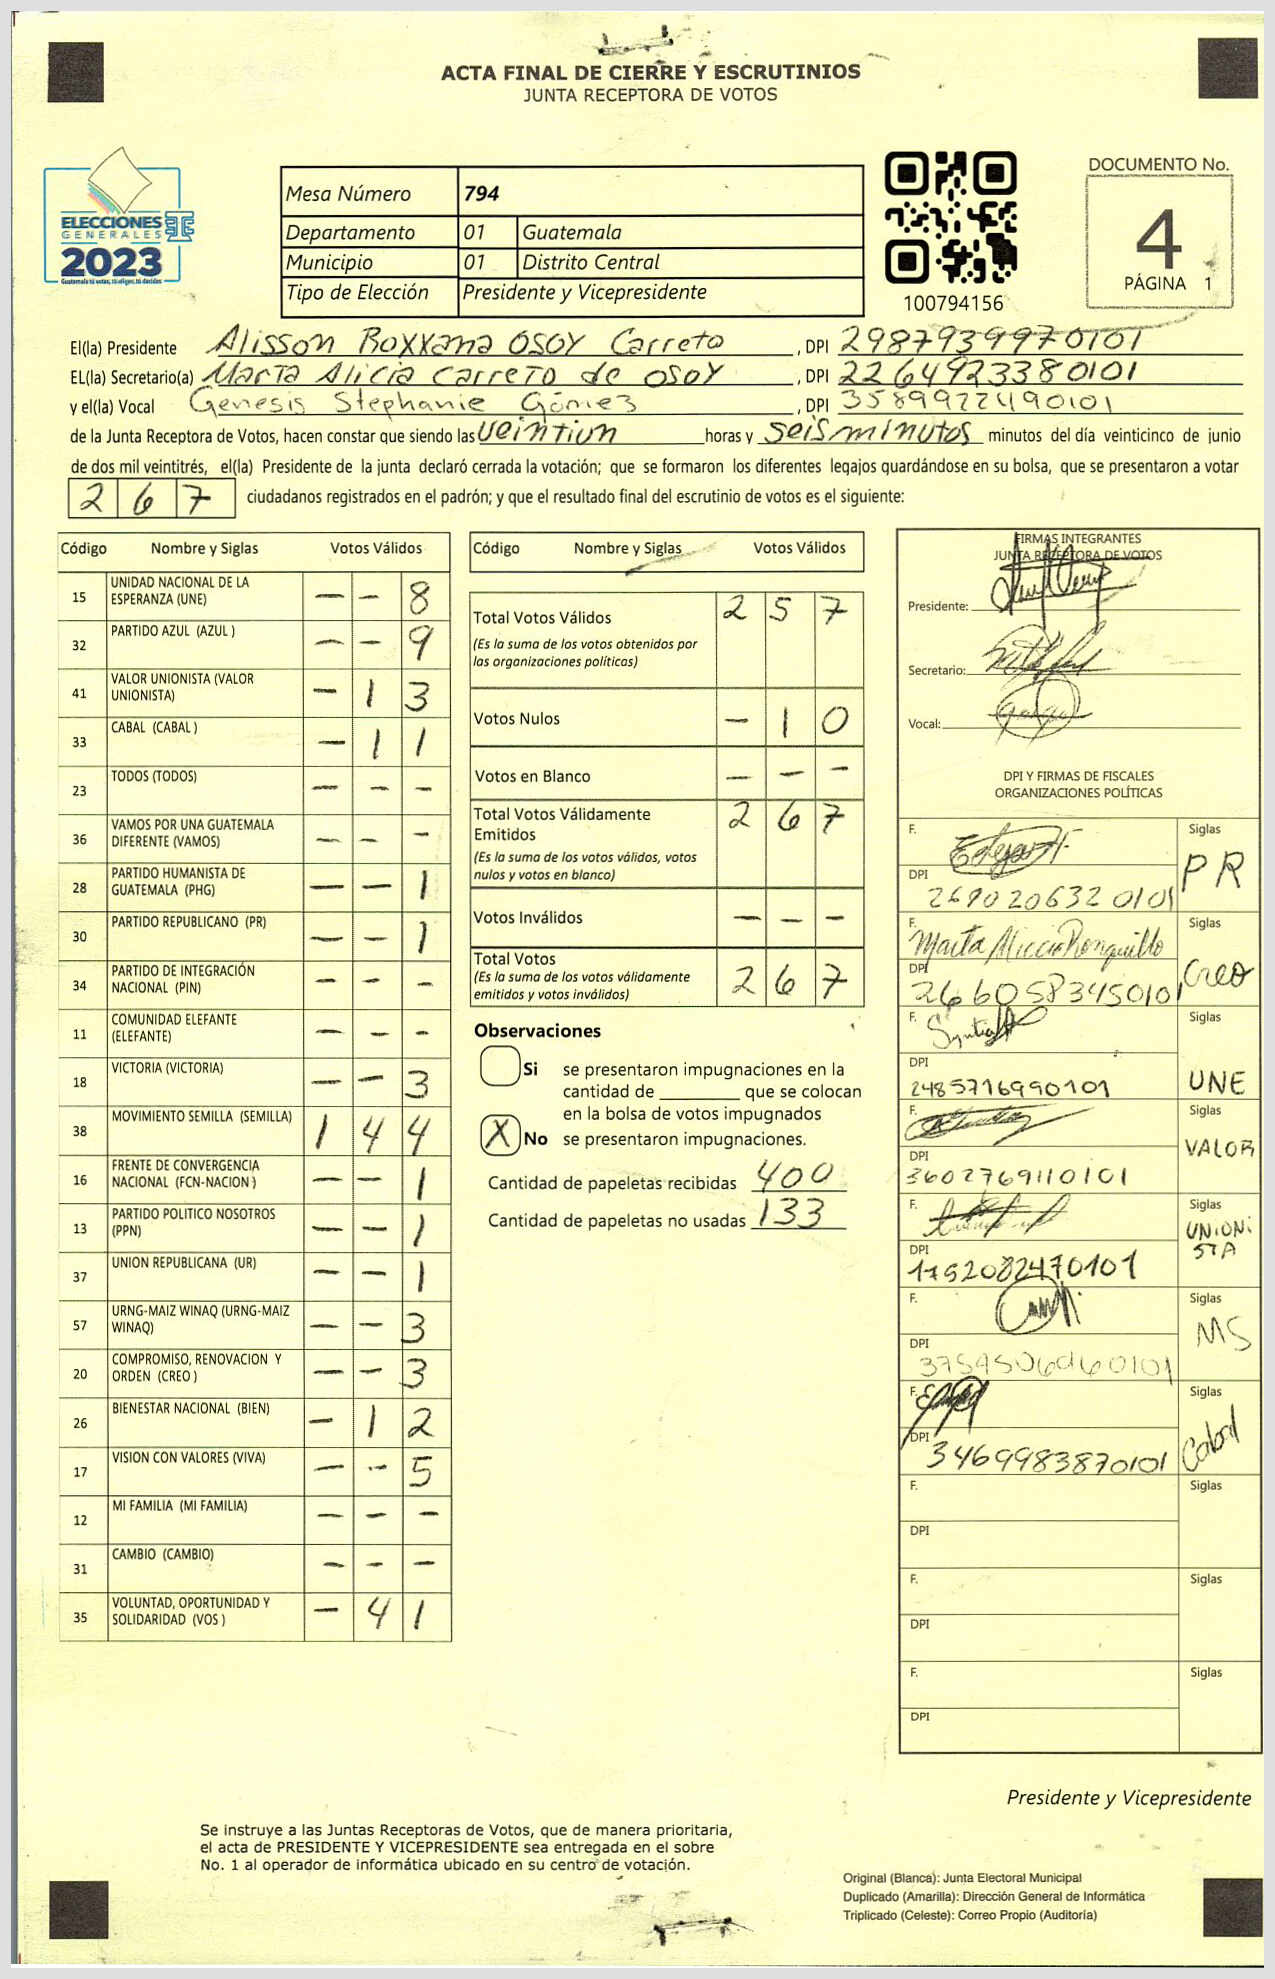 ACTA FINAL DE CIERRE Y ESCRUTINIOS
JUNTA RECEPTORA DE VOTOS
ELECCIONES
GENERALES
2023
Guatemala tú votas, tú eliges, tú decides
Mesa Número 794
Departamento 01 Guatemala
Municipio 01 Distrito Central
Tipo de Elección Presidente y Vicepresidente
100794156
DOCUMENTO No.
4
PÁGINA 1
El(la) Presidente Alisson Roxxana OSOY Carreto , DPI 2987939970101
EL(la) Secretario(a) Marta Alicia Carreto de OSOY , DPI 2264923380101
y el(la) Vocal Genesis Stephanie Gómez , DPI 3589922490101
de la Junta Receptora de Votos, hacen constar que siendo las veintiun horas y seis minutos minutos del día veinticinco de junio
de dos mil veintitrés, el(la) Presidente de la junta declaró cerrada la votación; que se formaron los diferentes legajos guardándose en su bolsa, que se presentaron a votar
2 6 7 ciudadanos registrados en el padrón; y que el resultado final del escrutinio de votos es el siguiente:
Código Nombre y Siglas Votos Válidos
15 UNIDAD NACIONAL DE LA ESPERANZA (UNE) — - 8
32 PARTIDO AZUL (AZUL ) — - 9
41 VALOR UNIONISTA (VALOR UNIONISTA) - 1 3
33 CABAL (CABAL ) - 1 1
23 TODOS (TODOS) - - -
36 VAMOS POR UNA GUATEMALA DIFERENTE (VAMOS) - - -
28 PARTIDO HUMANISTA DE GUATEMALA (PHG) - - 1
30 PARTIDO REPUBLICANO (PR) - - 1
34 PARTIDO DE INTEGRACIÓN NACIONAL (PIN) - - -
11 COMUNIDAD ELEFANTE (ELEFANTE) - - -
18 VICTORIA (VICTORIA) - - 3
38 MOVIMIENTO SEMILLA (SEMILLA) 1 4 4
16 FRENTE DE CONVERGENCIA NACIONAL (FCN-NACION ) - - 1
13 PARTIDO POLITICO NOSOTROS (PPN) - - 1
37 UNION REPUBLICANA (UR) - - 1
57 URNG-MAIZ WINAQ (URNG-MAIZ WINAQ) - - 3
20 COMPROMISO, RENOVACION Y ORDEN (CREO ) - - 3
26 BIENESTAR NACIONAL (BIEN) - 1 2
17 VISION CON VALORES (VIVA) - - 5
12 MI FAMILIA (MI FAMILIA) - - -
31 CAMBIO (CAMBIO) - - -
35 VOLUNTAD, OPORTUNIDAD Y SOLIDARIDAD (VOS ) - 4 1
Código Nombre y Siglas Votos Válidos
Total Votos Válidos 2 5 7
(Es la suma de los votos obtenidos por
las organizaciones políticas)
Votos Nulos - 1 0
Votos en Blanco - - -
Total Votos Válidamente Emitidos 2 6 7
(Es la suma de los votos válidos, votos
nulos y votos en blanco)
Votos Inválidos - - -
Total Votos 2 6 7
(Es la suma de los votos válidamente
emitidos y votos inválidos)
Observaciones
Si se presentaron impugnaciones en la
cantidad de ________ que se colocan
en la bolsa de votos impugnados
X No se presentaron impugnaciones.
Cantidad de papeletas recibidas 400
Cantidad de papeletas no usadas 133
FIRMAS INTEGRANTES
JUNTA RECEPTORA DE VOTOS
Presidente:
Secretario:
Vocal:
DPI Y FIRMAS DE FISCALES
ORGANIZACIONES POLÍTICAS
F. Siglas PR
DPI 2690206320101
F. Marta Alicia Ronquillo Siglas Creo
DPI 26660583450101
F. Siglas UNE
DPI 2485716990101
F. Siglas VALOR
DPI 3602769110101
F. Siglas UNIONISTA
DPI 1752082470101
F. Siglas MS
DPI
F. Siglas Cabal
DPI 3469983870101
F. Siglas
DPI
F. Siglas
DPI
F. Siglas
DPI
Presidente y Vicepresidente
Se instruye a las Juntas Receptoras de Votos, que de manera prioritaria,
el acta de PRESIDENTE Y VICEPRESIDENTE sea entregada en el sobre
No. 1 al operador de informática ubicado en su centro de votación.
Original (Blanca): Junta Electoral Municipal
Duplicado (Amarilla): Dirección General de Informática
Triplicado (Celeste): Correo Propio (Auditoría)